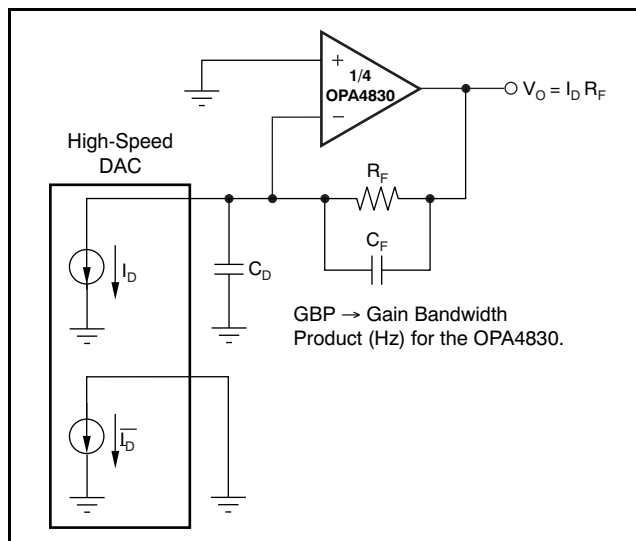 +
1/4
OPA4830
−
V_O = I_D R_F
High-Speed
DAC
R_F
C_F
I_D
C_D
GBP → Gain Bandwidth
Product (Hz) for the OPA4830.
I̅_D̅